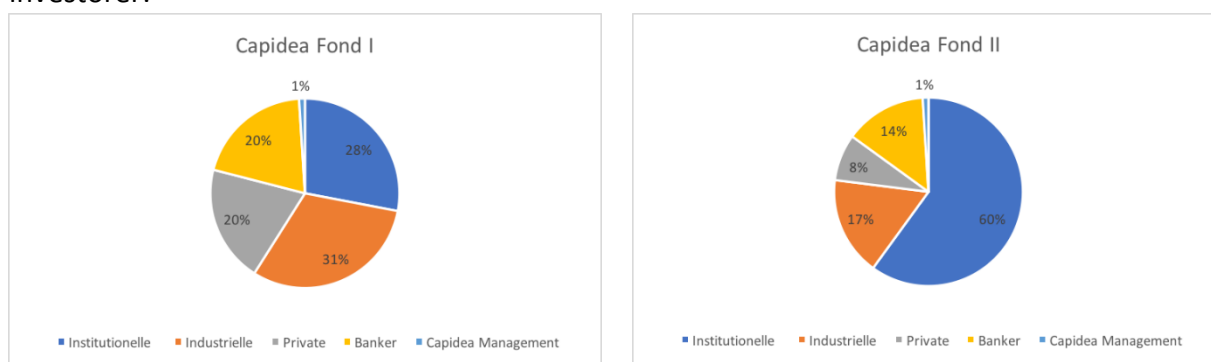 investorer.
Capidea Fond I
1%
20%
28%
20%
31%
Institutionelle Industrielle Private Banker Capidea Management
Capidea Fond II
1%
14%
8%
60%
17%
Institutionelle Industrielle Private Banker Capidea Management